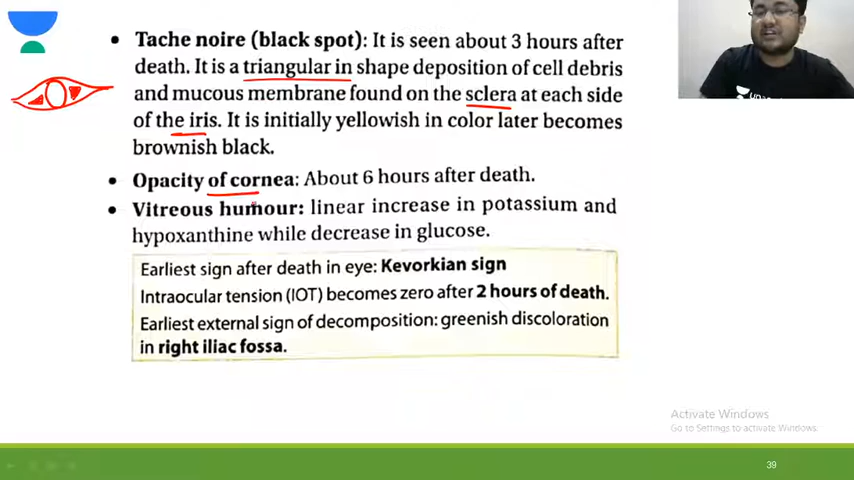 • Tache noire (black spot): It is seen about 3 hours after
death. It is a triangular in shape deposition of cell debris
and mucous membrane found on the sclera at each side
of the iris. It is initially yellowish in color later becomes
brownish black.
• Opacity of cornea: About 6 hours after death.
• Vitreous humour: linear increase in potassium and
hypoxanthine while decrease in glucose.
Earliest sign after death in eye: Kevorkian sign
Intraocular tension (IOT) becomes zero after 2 hours of death.
Earliest external sign of decomposition: greenish discoloration
in right iliac fossa.
Activate Windows
Go to Settings to activate Windows.
39